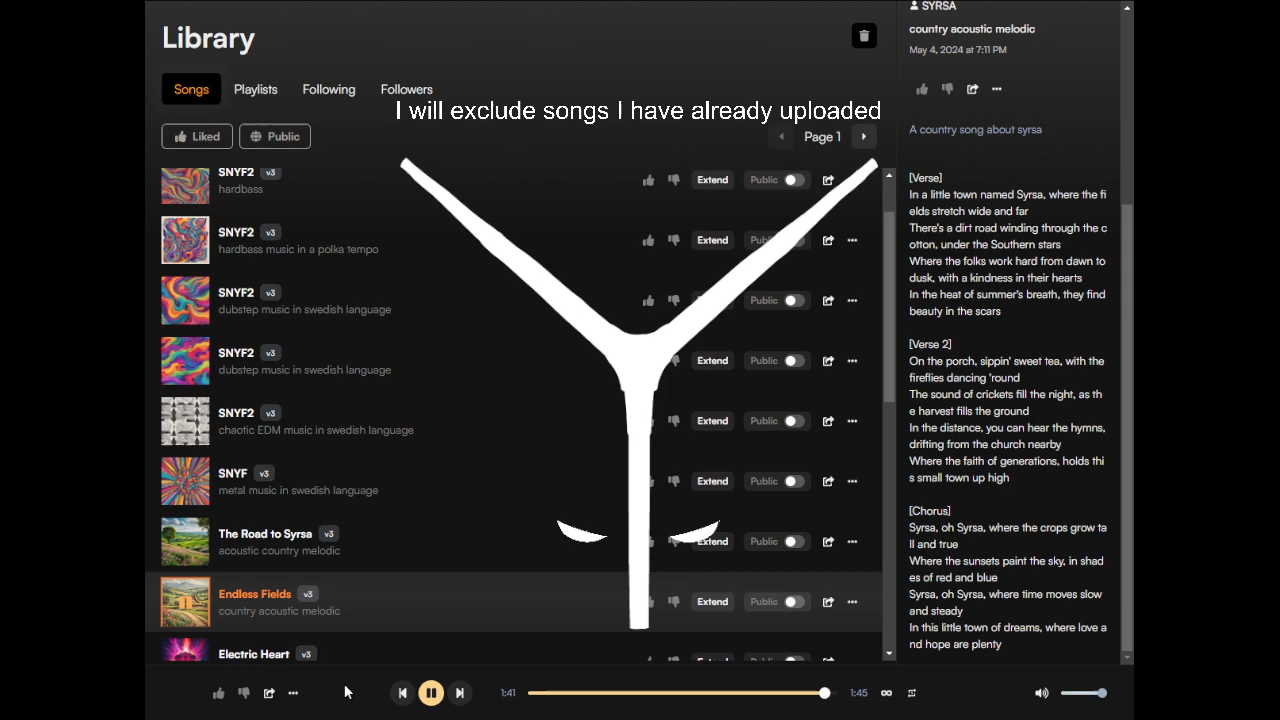 Library
Songs
Playlists
Following
Followers
I will exclude songs I have already uploaded
Liked
Public
Page 1
SNYF2 v3
hardbass
Extend
Public
SNYF2 v3
hardbass music in a polka tempo
Extend
SNYF2 v3
dubstep music in swedish language
Public
SNYF2 v3
dubstep music in swedish language
Extend
Public
SNYF2 v3
chaotic EDM music in swedish language
Extend
Public
SNYF v3
metal music in swedish language
Extend
Public
The Road to Syrsa v3
acoustic country melodic
Extend
Public
Endless Fields v3
country acoustic melodic
Extend
Public
Electric Heart v3
1:41
1:45
SYRSA
country acoustic melodic
May 4, 2024 at 7:11 PM
A country song about syrsa
[Verse]
In a little town named Syrsa, where the fi
elds stretch wide and far
There's a dirt road winding through the c
otton, under the Southern stars
Where the folks work hard from dawn to
dusk, with a kindness in their hearts
In the heat of summer's breath, they find
beauty in the scars
[Verse 2]
On the porch, sippin' sweet tea, with the
fireflies dancing 'round
The sound of crickets fill the night, as th
e harvest fills the ground
In the distance, you can hear the hymns,
drifting from the church nearby
Where the faith of generations, holds thi
s small town up high
[Chorus]
Syrsa, oh Syrsa, where the crops grow ta
ll and true
Where the sunsets paint the sky, in shad
es of red and blue
Syrsa, oh Syrsa, where time moves slow
and steady
In this little town of dreams, where love a
nd hope are plenty